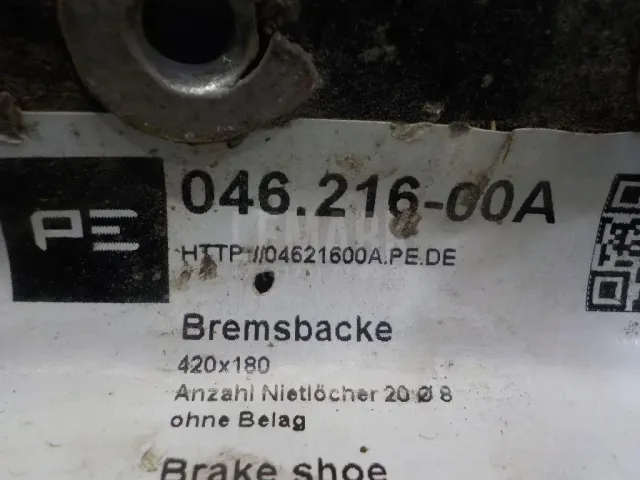 PE
046.216-00A
HTTP://04621600A.PE.DE
Bremsbacke
420x180
Anzahl Nietlöcher 20 Ø 8
ohne Belag
Brake shoe